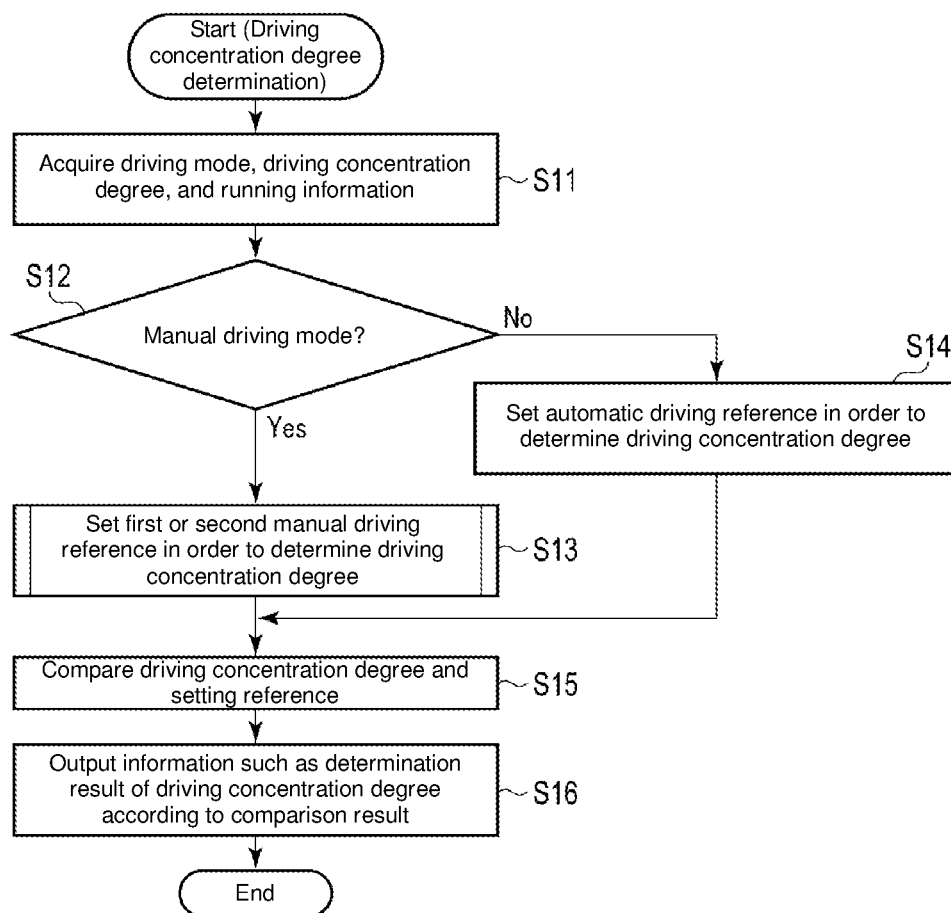 Start (Driving
concentration degree
determination)
Acquire driving mode, driving concentration
degree, and running information
S11
S12
Manual driving mode?
No
Yes
S14
Set automatic driving reference in order to
determine driving concentration degree
Set first or second manual driving
reference in order to determine driving
concentration degree
S13
Compare driving concentration degree and
setting reference
S15
Output information such as determination
result of driving concentration degree
according to comparison result
S16
End